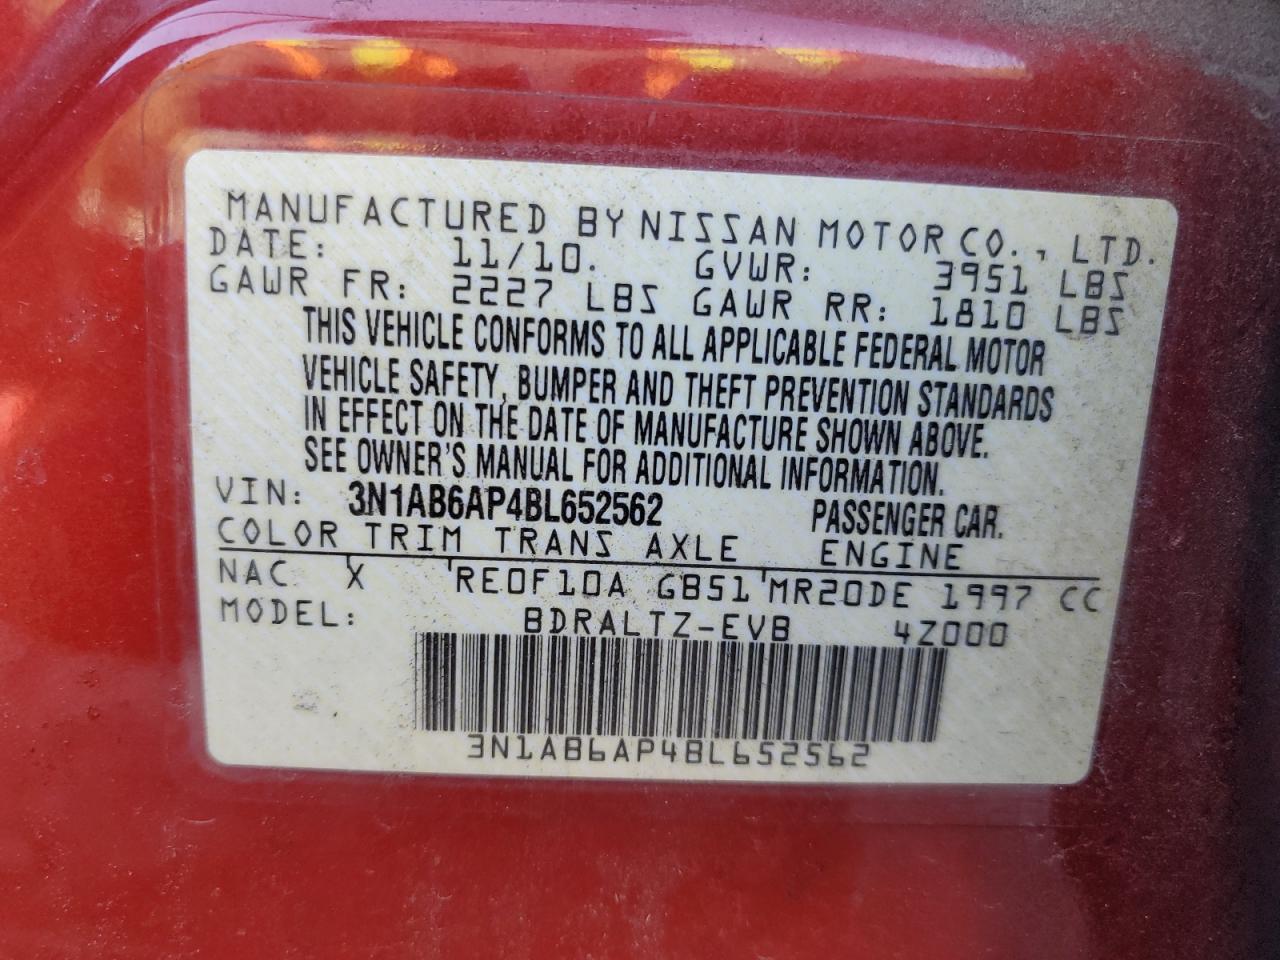 MANUFACTURED BY NISSAN MOTOR CO., LTD.
DATE: 11/10. GVWR: 3951 LBS
GAWR FR: 2227 LBS GAWR RR: 1810 LBS
THIS VEHICLE CONFORMS TO ALL APPLICABLE FEDERAL MOTOR
VEHICLE SAFETY, BUMPER AND THEFT PREVENTION STANDARDS
IN EFFECT ON THE DATE OF MANUFACTURE SHOWN ABOVE.
SEE OWNER'S MANUAL FOR ADDITIONAL INFORMATION.
VIN: 3N1AB6AP4BL652562 PASSENGER CAR.
COLOR TRIM TRANS AXLE ENGINE
NAC X RE0F10A GB51 MR20DE 1997 CC
MODEL: BDRALTZ-EVB 4Z000
3N1AB6AP4BL652562